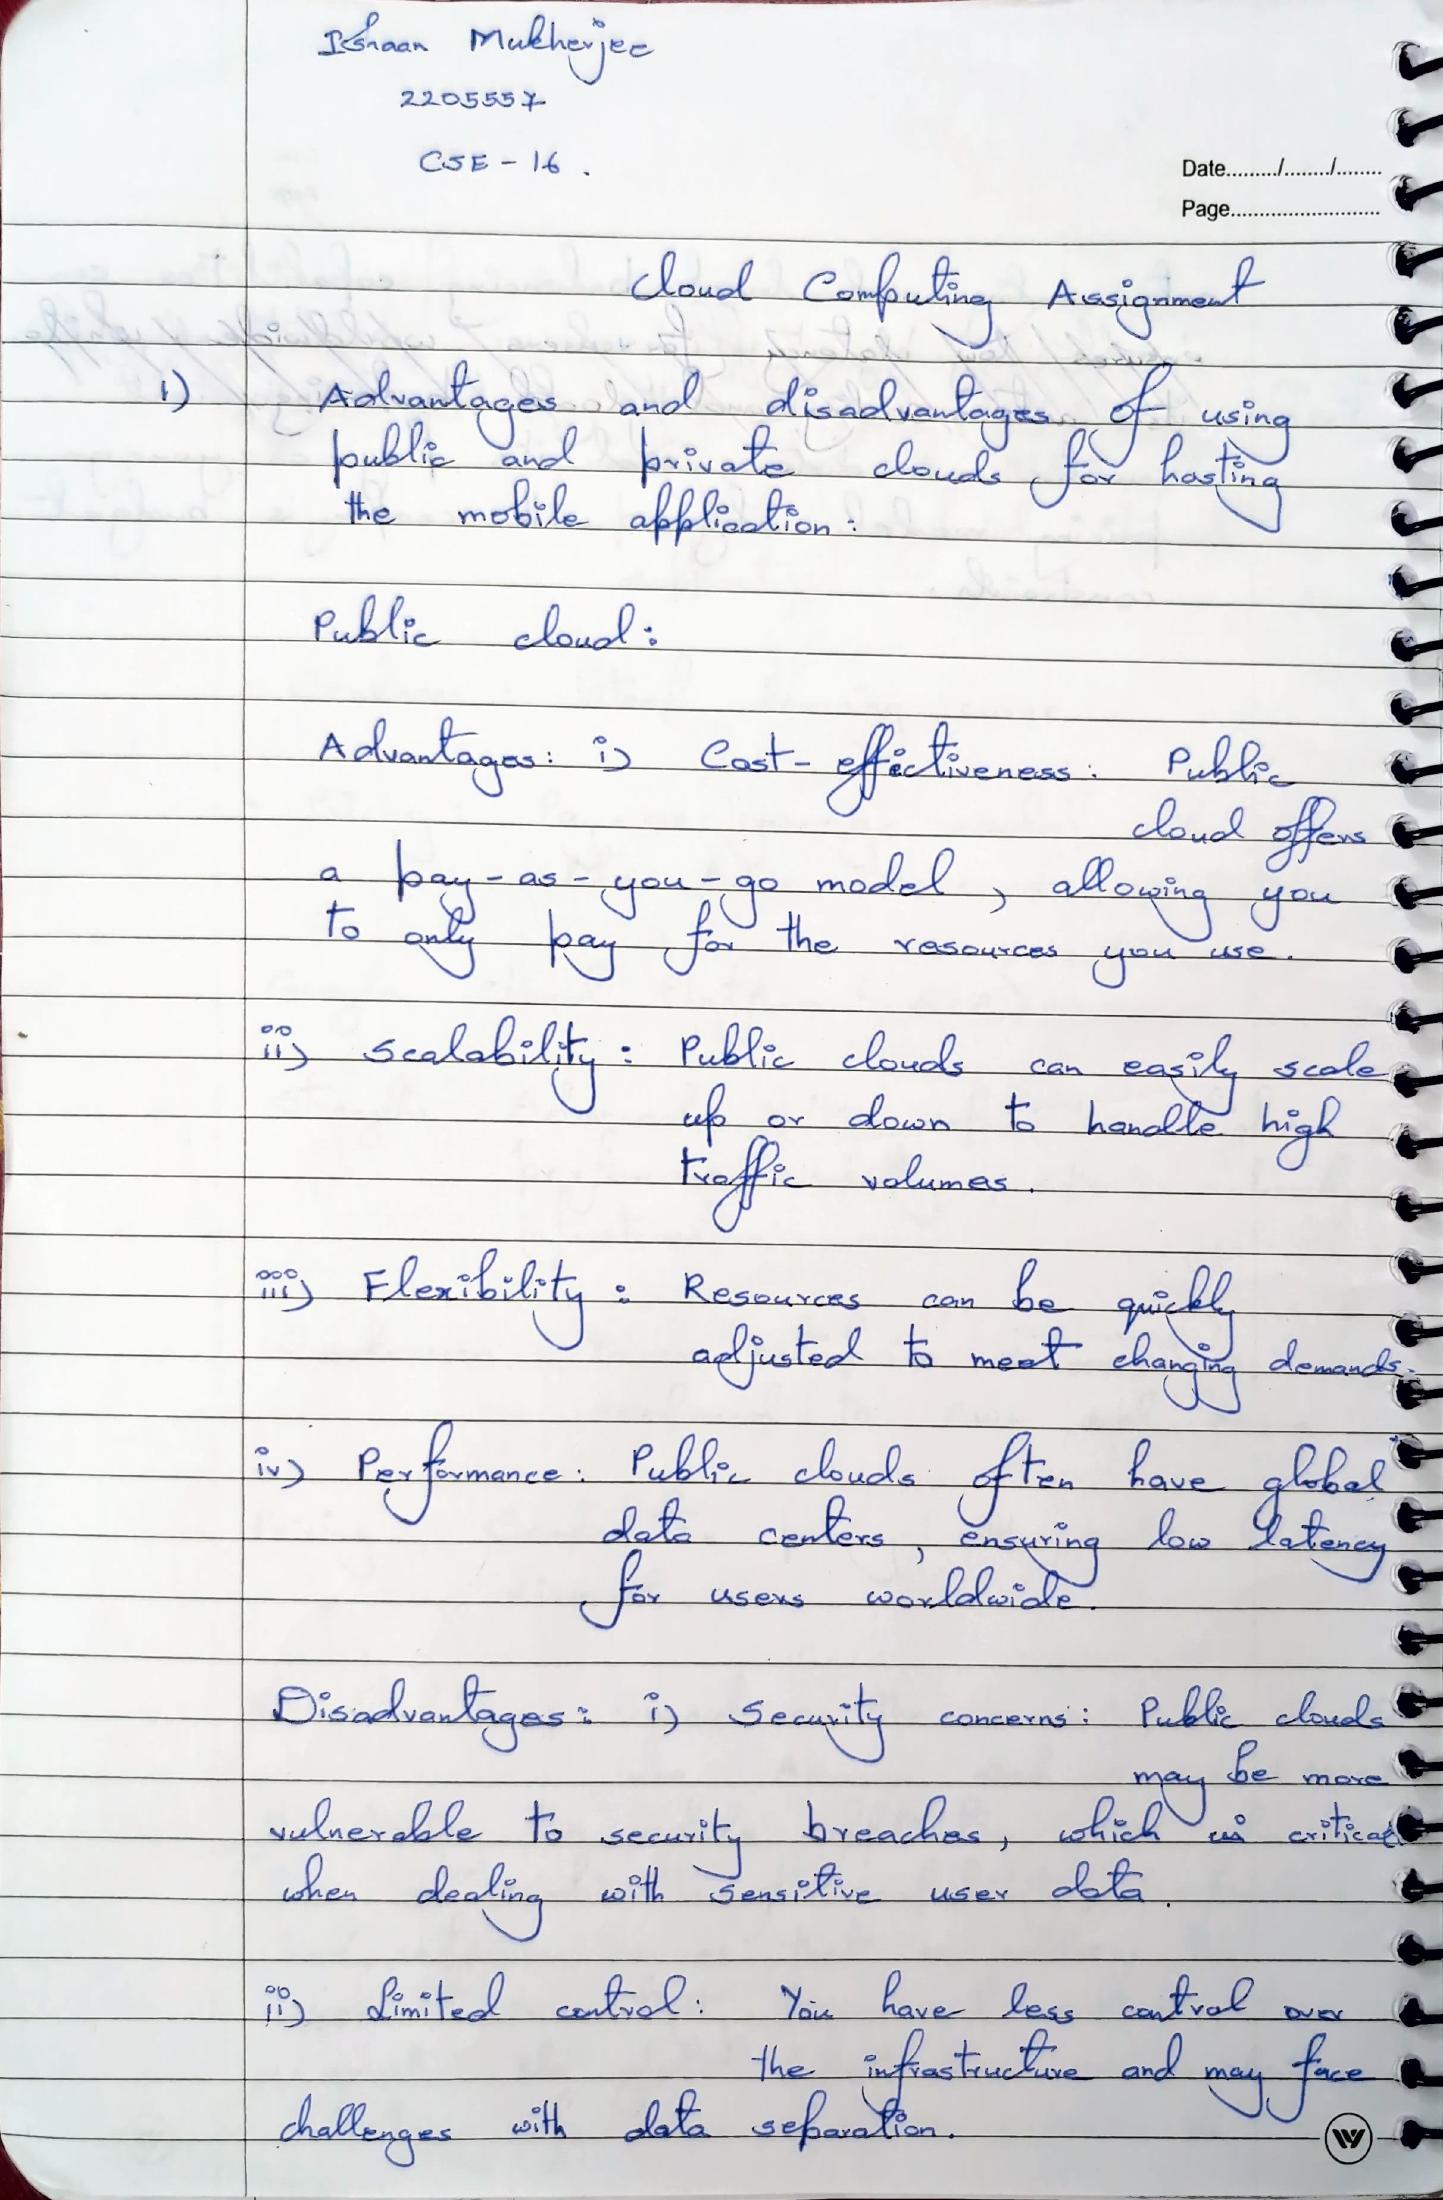 Ishaan Mukherjee
2205557
CSE - 16.
Date........./......../........
Page...........................
Cloud Computing Assignment
1) Advantages and disadvantages of using
public and private clouds for hosting
the mobile application:
Public cloud:
Advantages: i) Cost-effectiveness: Public
cloud offers
a pay-as-you-go model, allowing you
to only pay for the resources you use.
ii) Scalability: Public clouds can easily scale
up or down to handle high
traffic volumes.
iii) Flexibility: Resources can be quickly
adjusted to meet changing demands.
iv) Performance: Public clouds often have global
data centers, ensuring low latency
for users worldwide.
Disadvantages: i) Security concerns: Public clouds
may be more
vulnerable to security breaches, which is critical
when dealing with sensitive user data.
ii) Limited control: You have less control over
the infrastructure and may face
challenges with data separation.
W